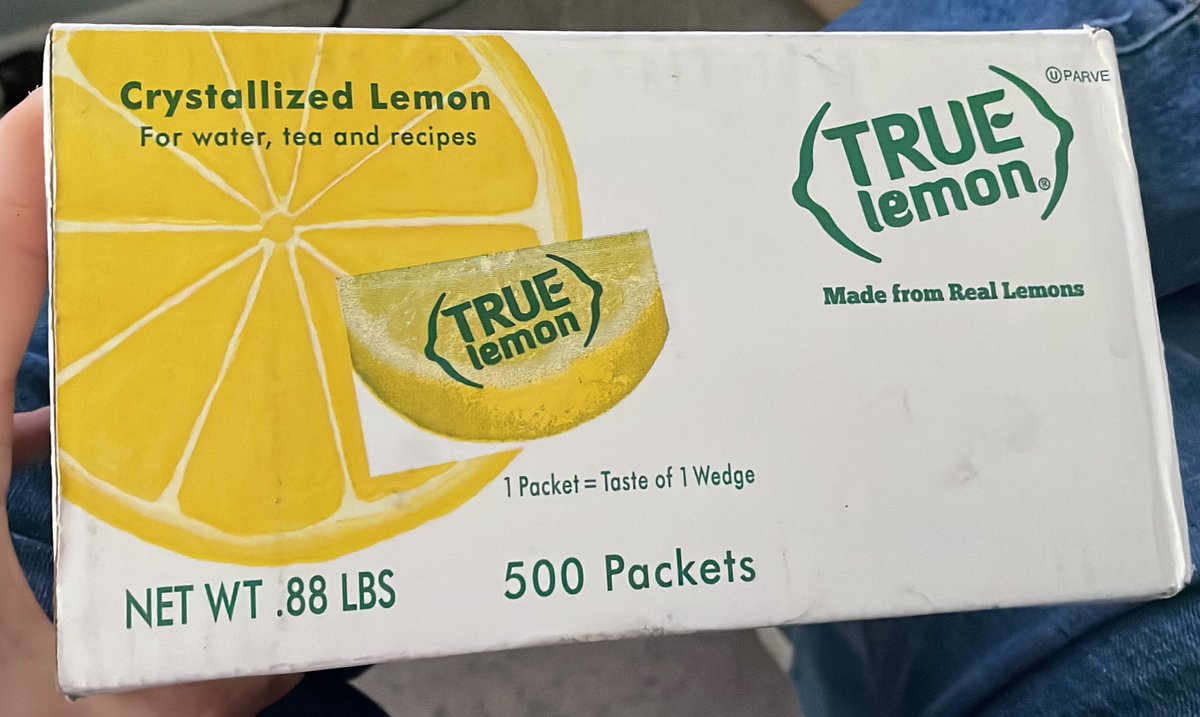 Crystallized Lemon
For water, tea and recipes
TRUE
lemon
1 Packet = Taste of 1 Wedge
NET WT .88 LBS
500 Packets
Ⓤ PARVE
TRUE
lemon®
Made from Real Lemons